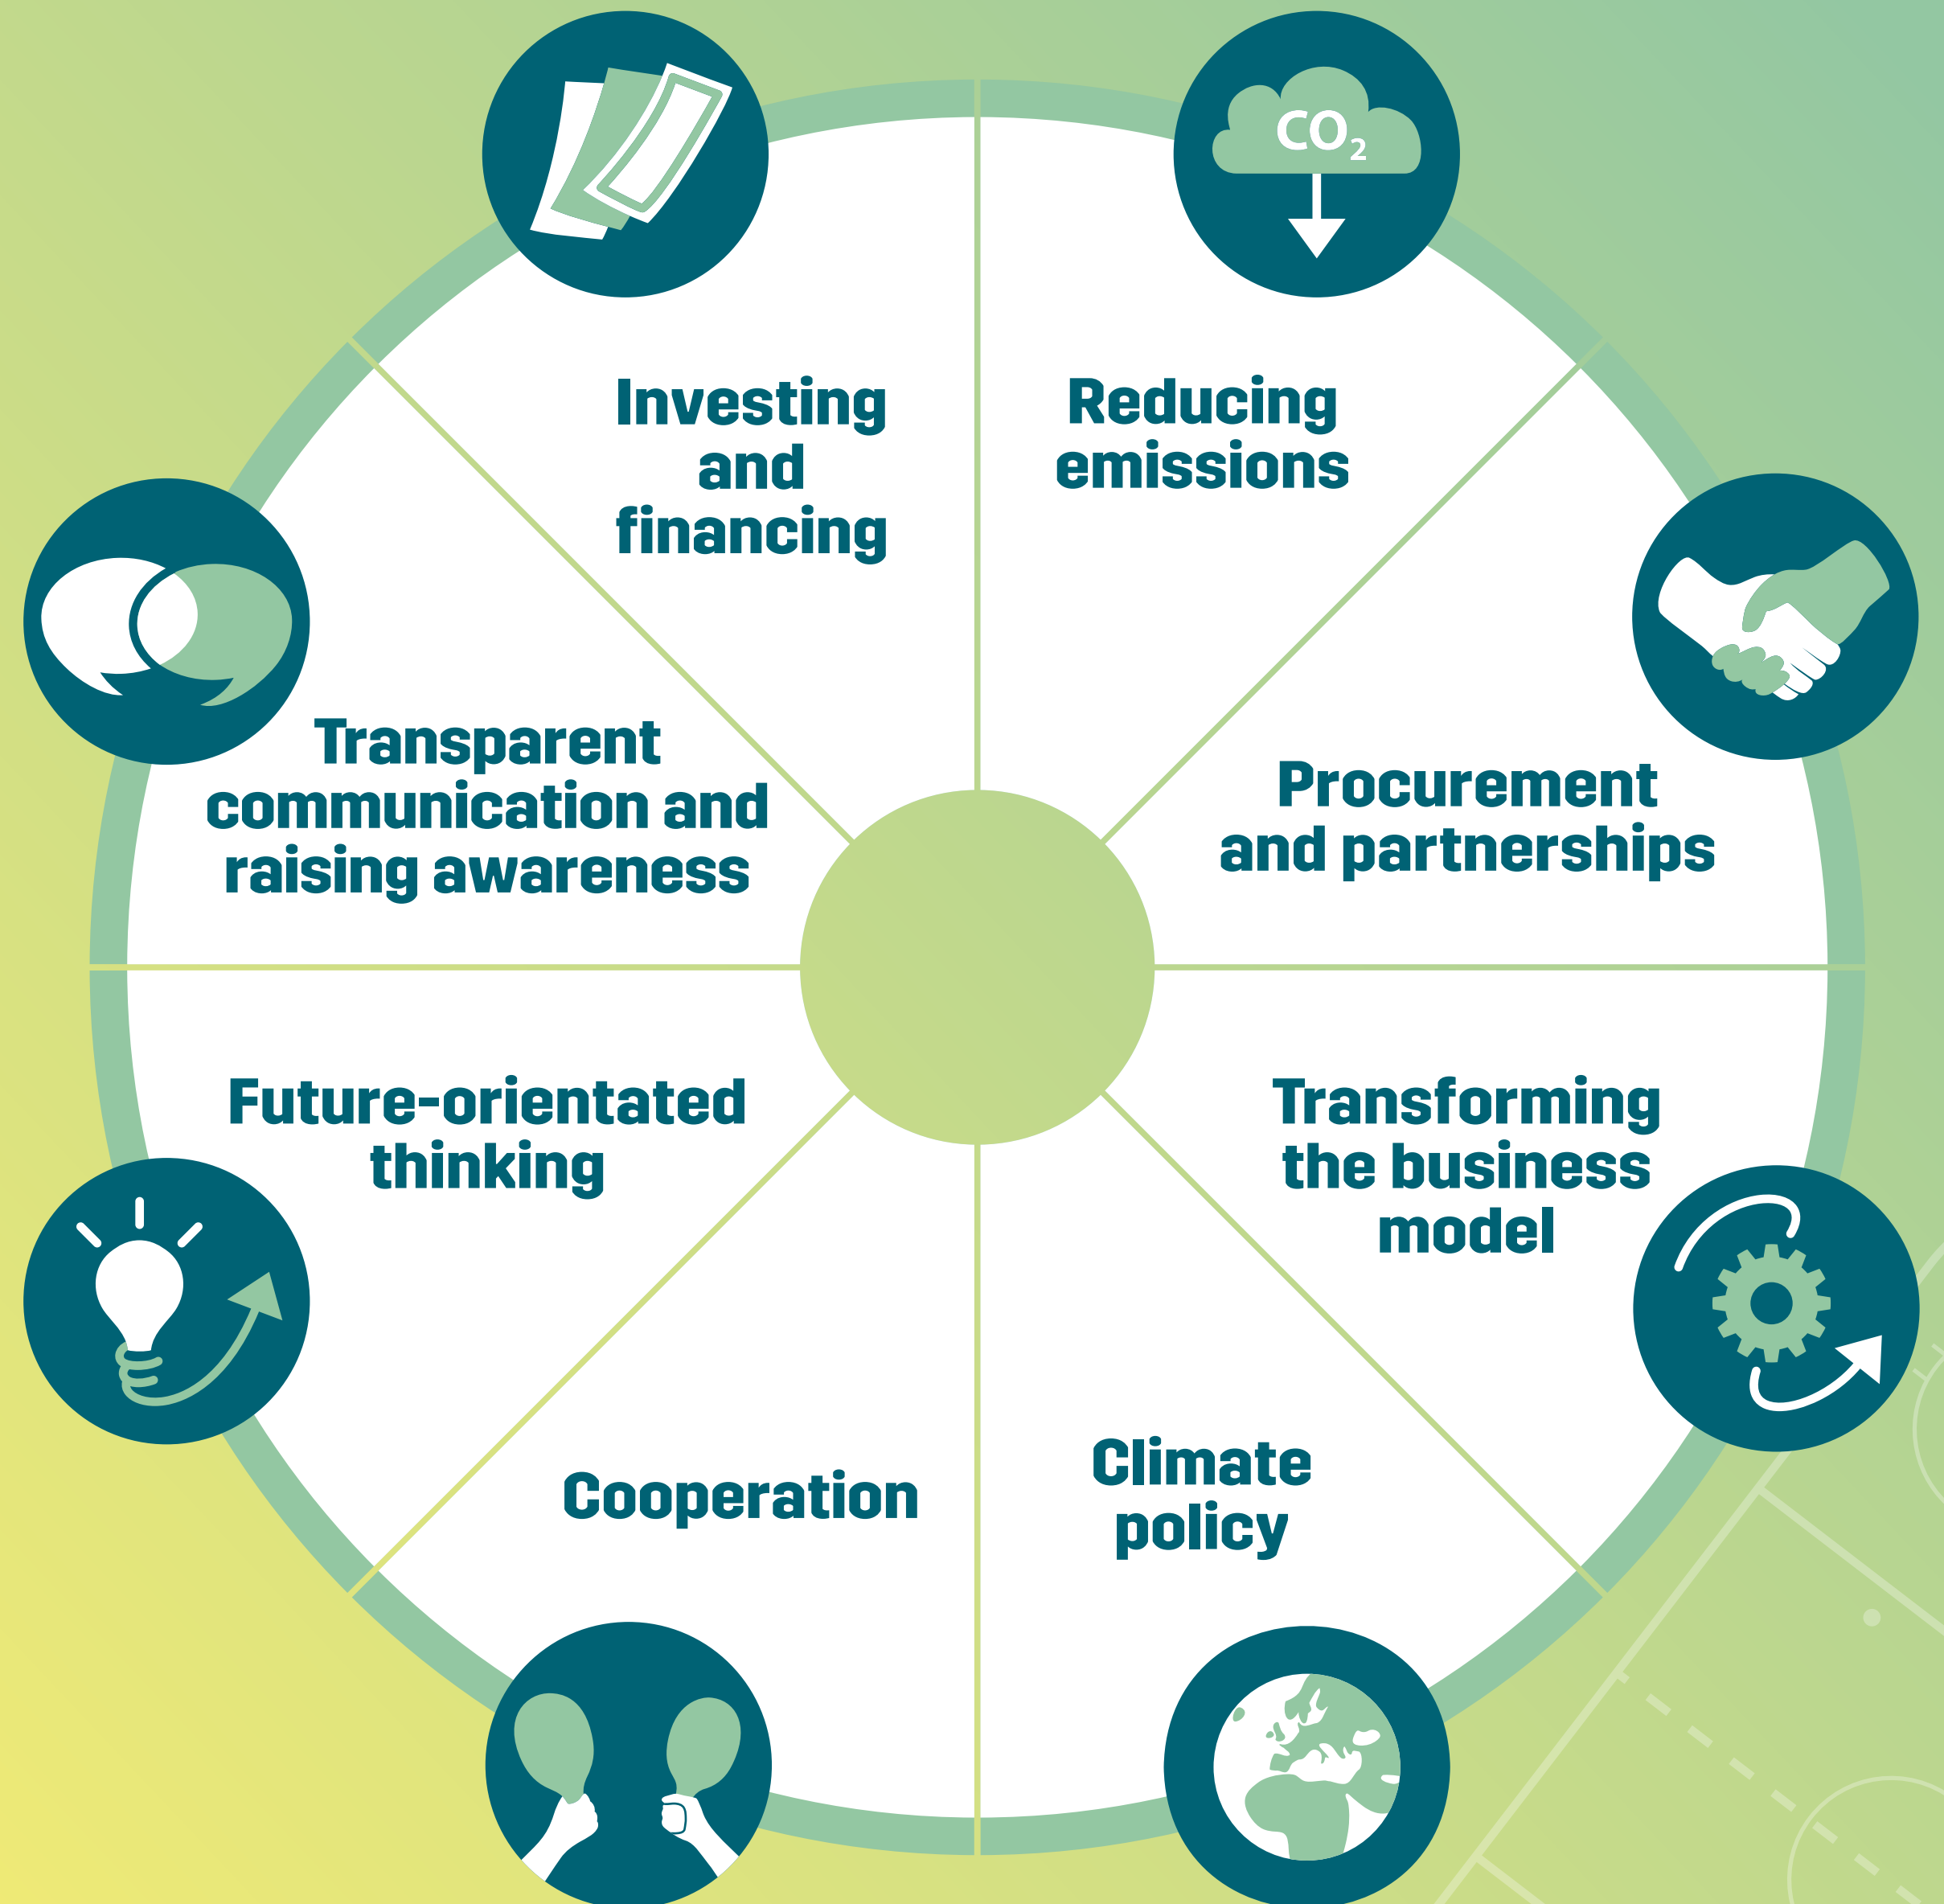 CO₂
Investing
and
financing
Reducing
emissions
Transparent
communication and
raising awareness
Procurement
and partnerships
Future-orientated
thinking
Transforming
the business
model
Cooperation
Climate
policy